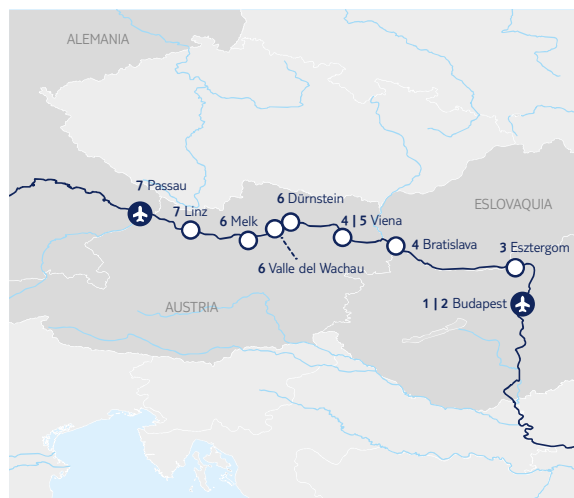 ALEMANIA
7 Passau
7 Linz
6 Melk
6 Dürnstein
4 | 5 Viena
ESLOVAQUIA
4 Bratislava
3 Esztergom
6 Valle del Wachau
1 | 2 Budapest
AUSTRIA